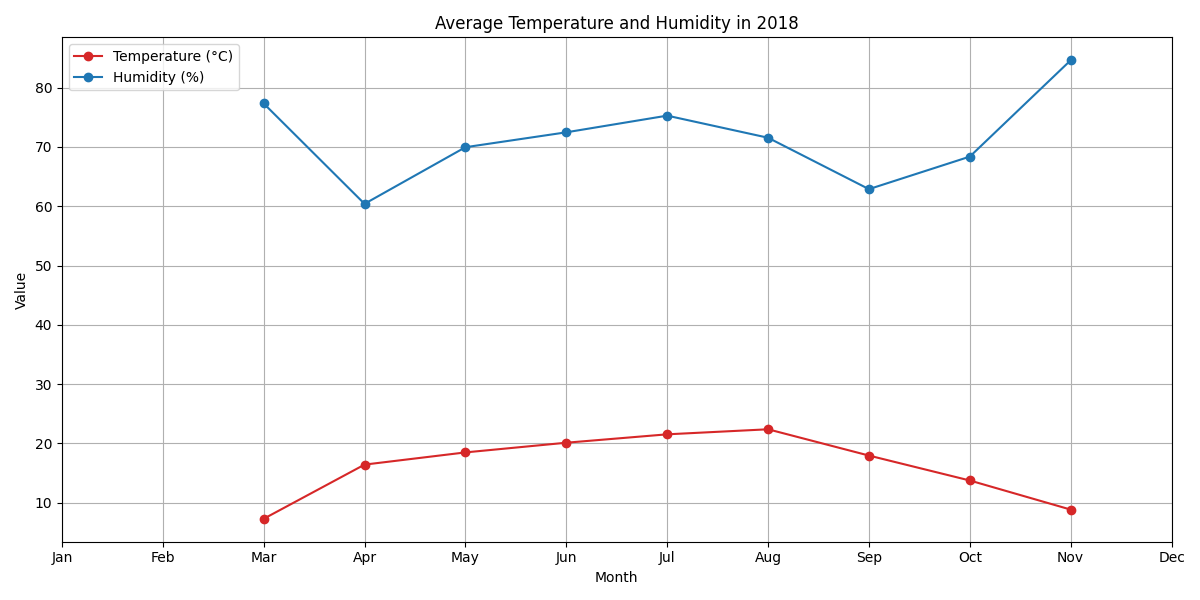 Average Temperature and Humidity in 2018
Temperature (°C)
Humidity (%)
80
70
60
50
40
30
20
10
Value
Jan Feb Mar Apr May Jun Jul Aug Sep Oct Nov Dec
Month